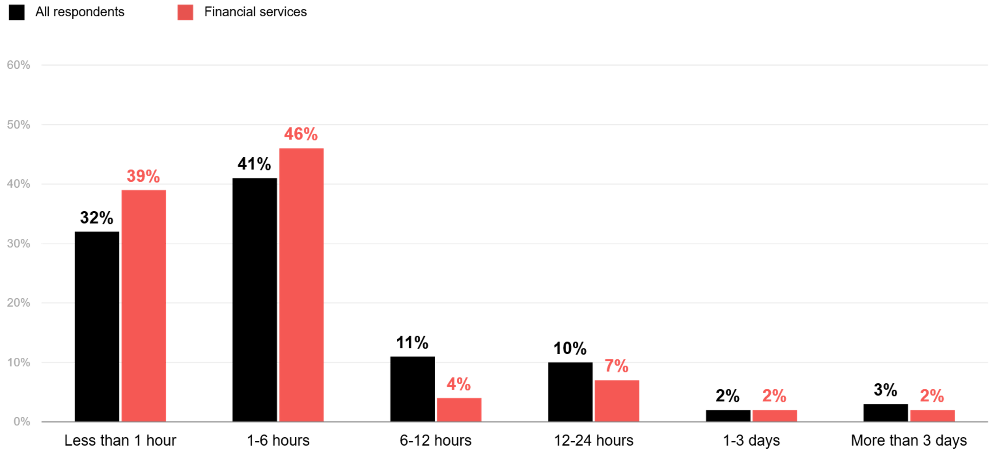 All respondents
Financial services
60%
50%
40%
30%
20%
10%
0%
32%
39%
41%
46%
11%
4%
10%
7%
2%
2%
3%
2%
Less than 1 hour
1-6 hours
6-12 hours
12-24 hours
1-3 days
More than 3 days